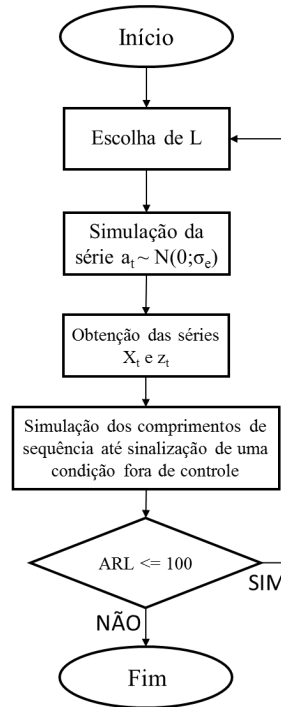 Início
Escolha de L
Simulação da
série aₜ ~ N(0;σₑ)
Obtenção das séries
Xₜ e zₜ
Simulação dos comprimentos de
sequência até sinalização de uma
condição fora de controle
ARL <= 100
SIM
NÃO
Fim